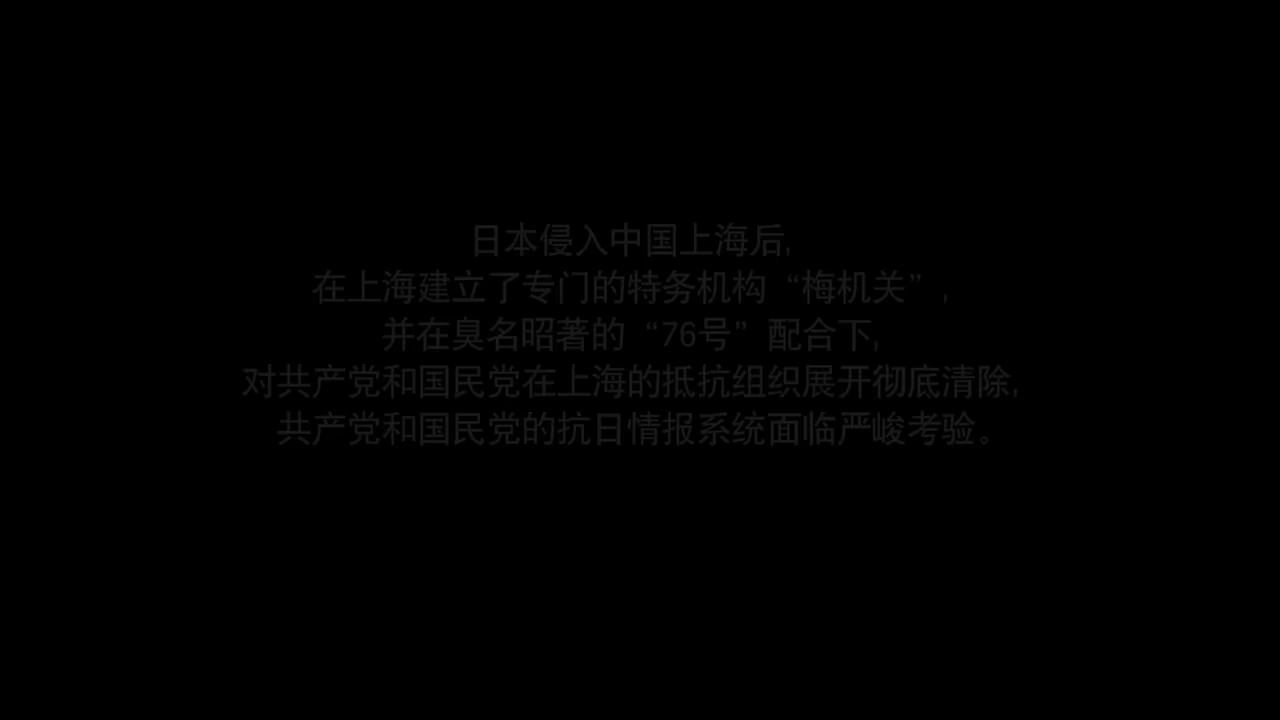 日本侵入中国上海后,
在上海建立了专门的特务机构“梅机关”,
并在臭名昭著的“76号”配合下,
对共产党和国民党在上海的抵抗组织展开彻底清除,
共产党和国民党的抗日情报系统面临严峻考验。